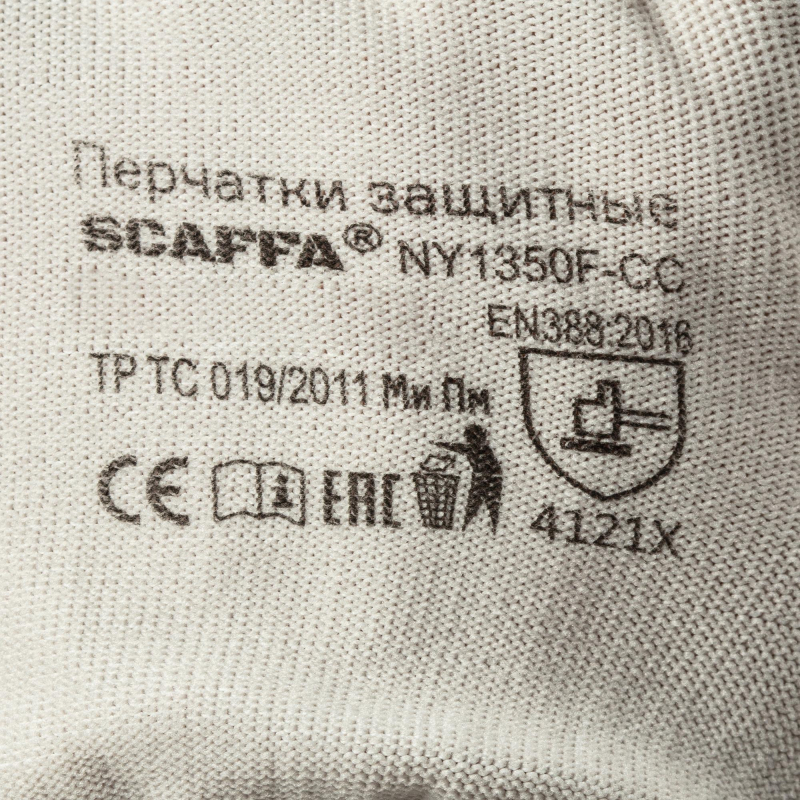 Перчатки защитные
SCAFFA® NY1350F-CC
EN388:2016
ТР ТС 019/2011 Ми Пм
CE i EAC
4121X